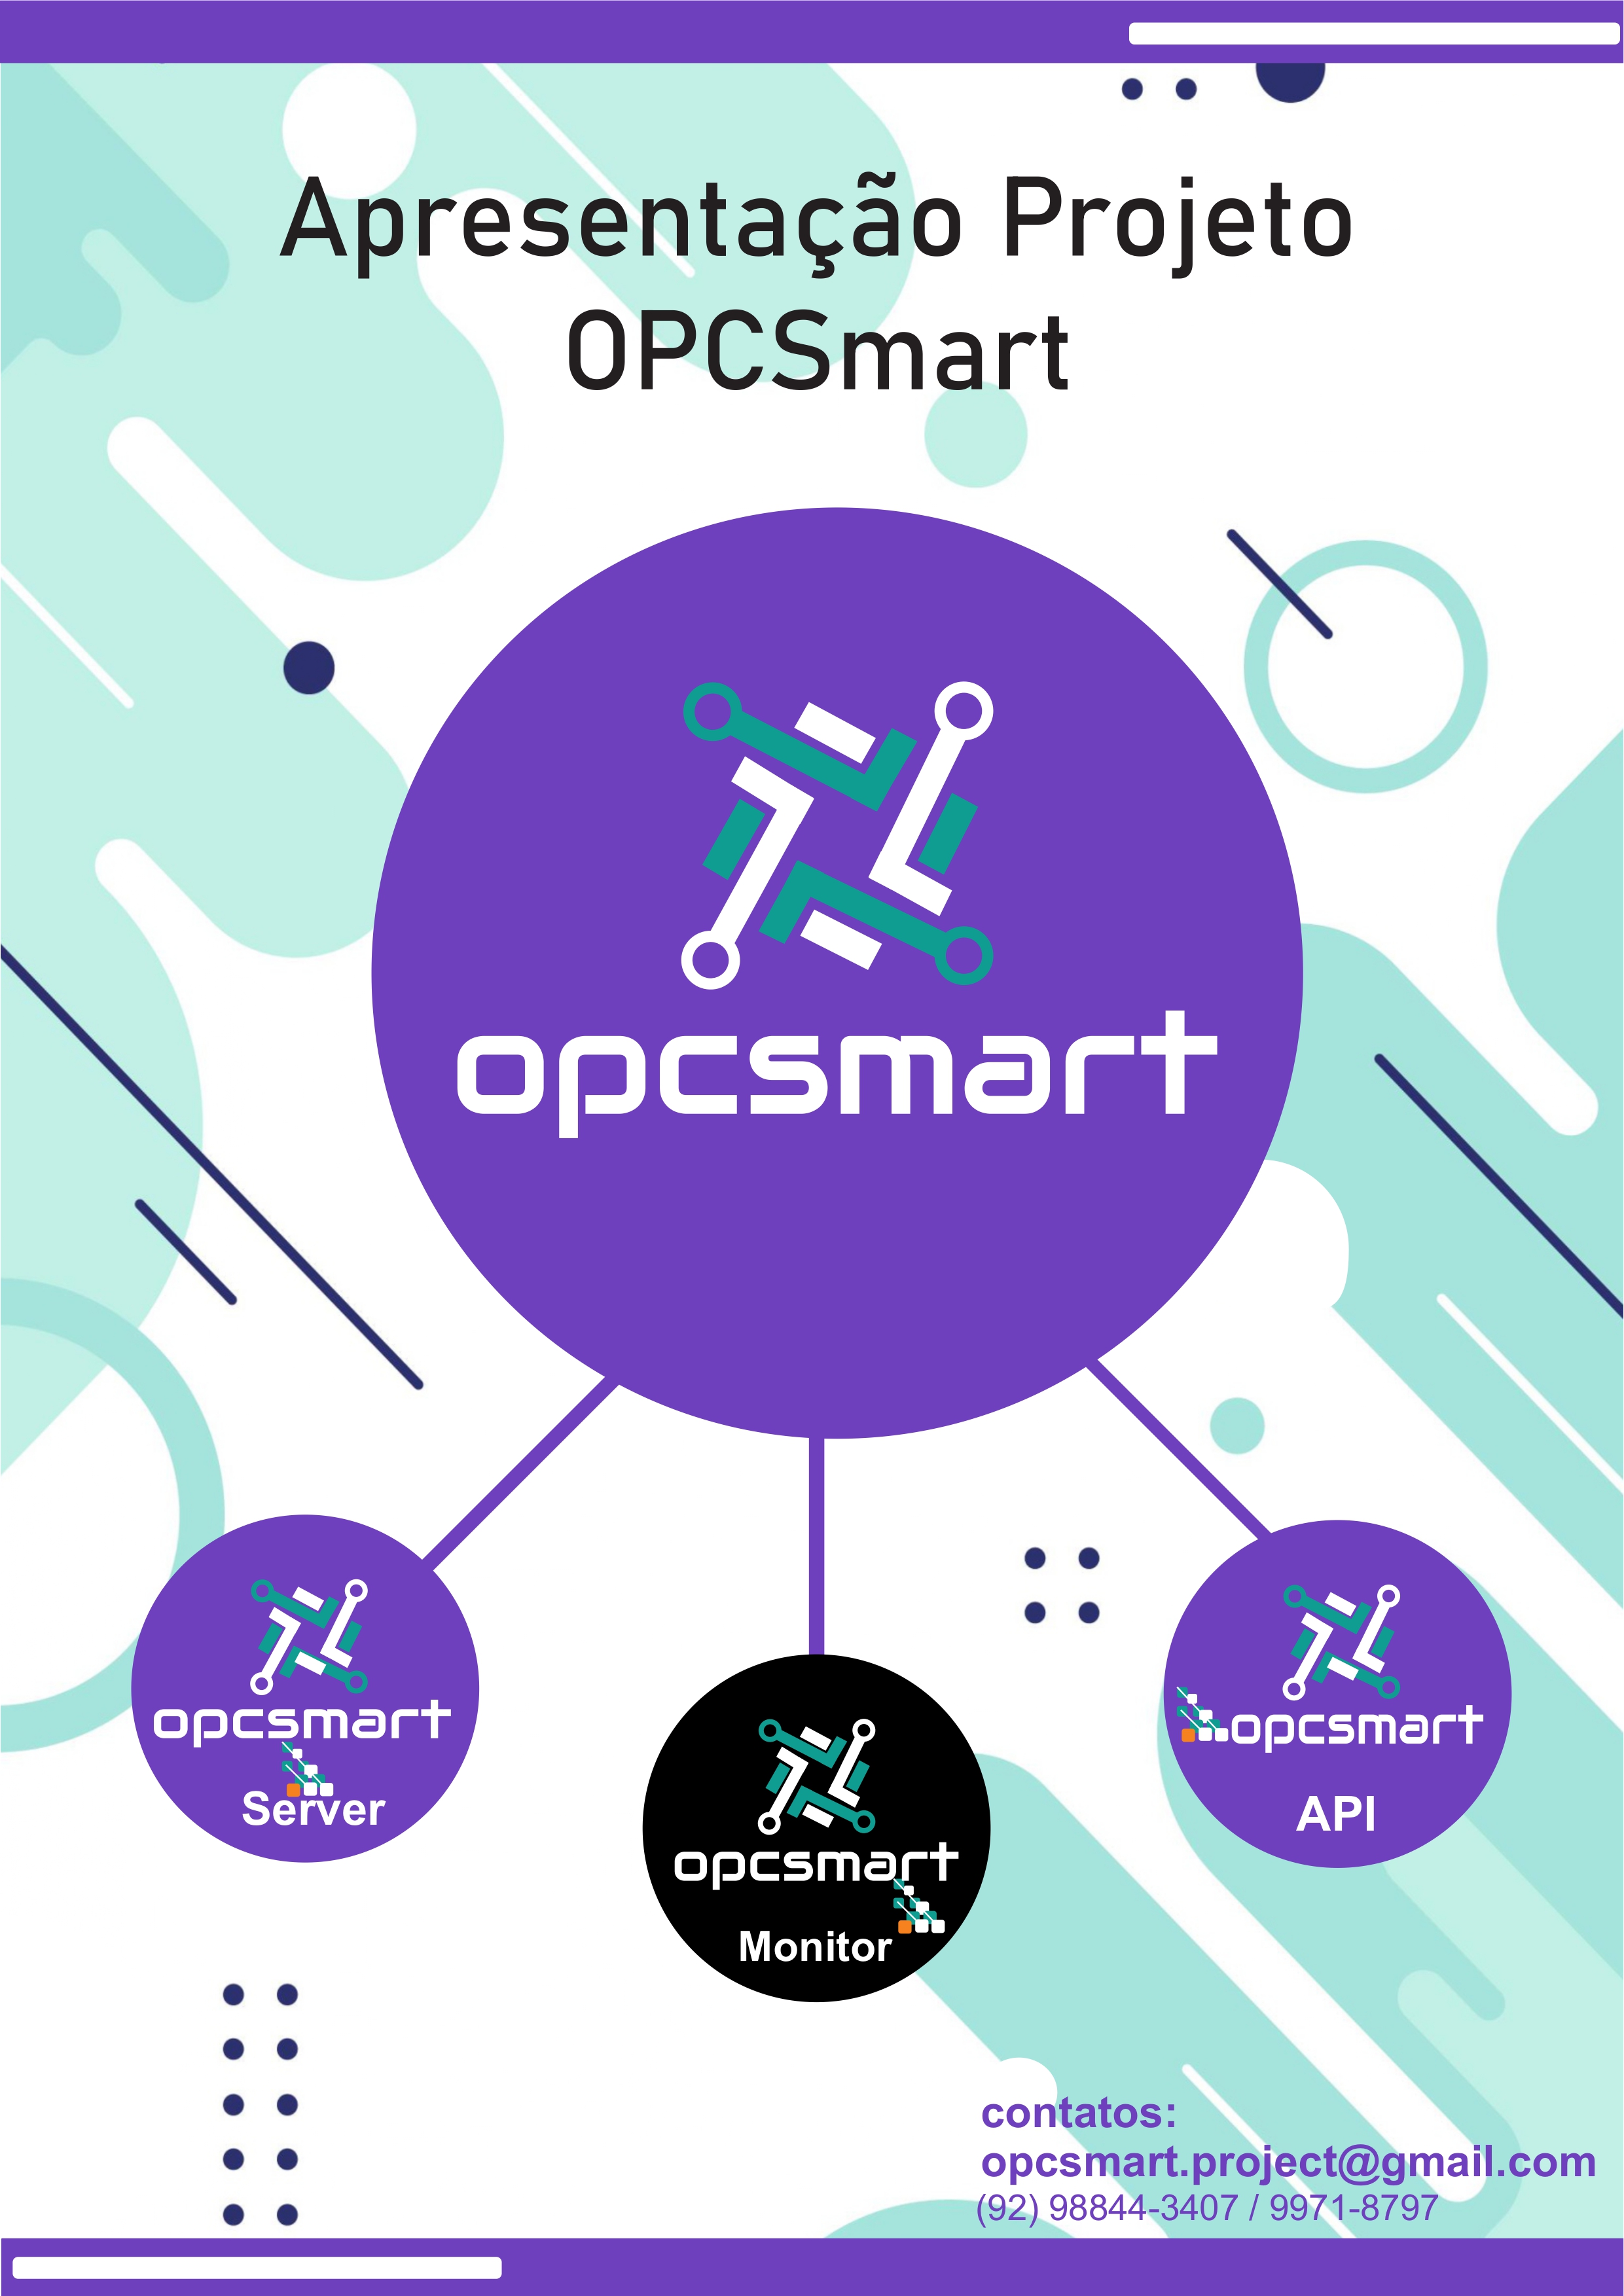 Apresentação Projeto
OPCSmart
opcsmart
opcsmart
Server
opcsmart
Monitor
opcsmart
API
contatos:
opcsmart.project@gmail.com
(92) 98844-3407 / 9971-8797